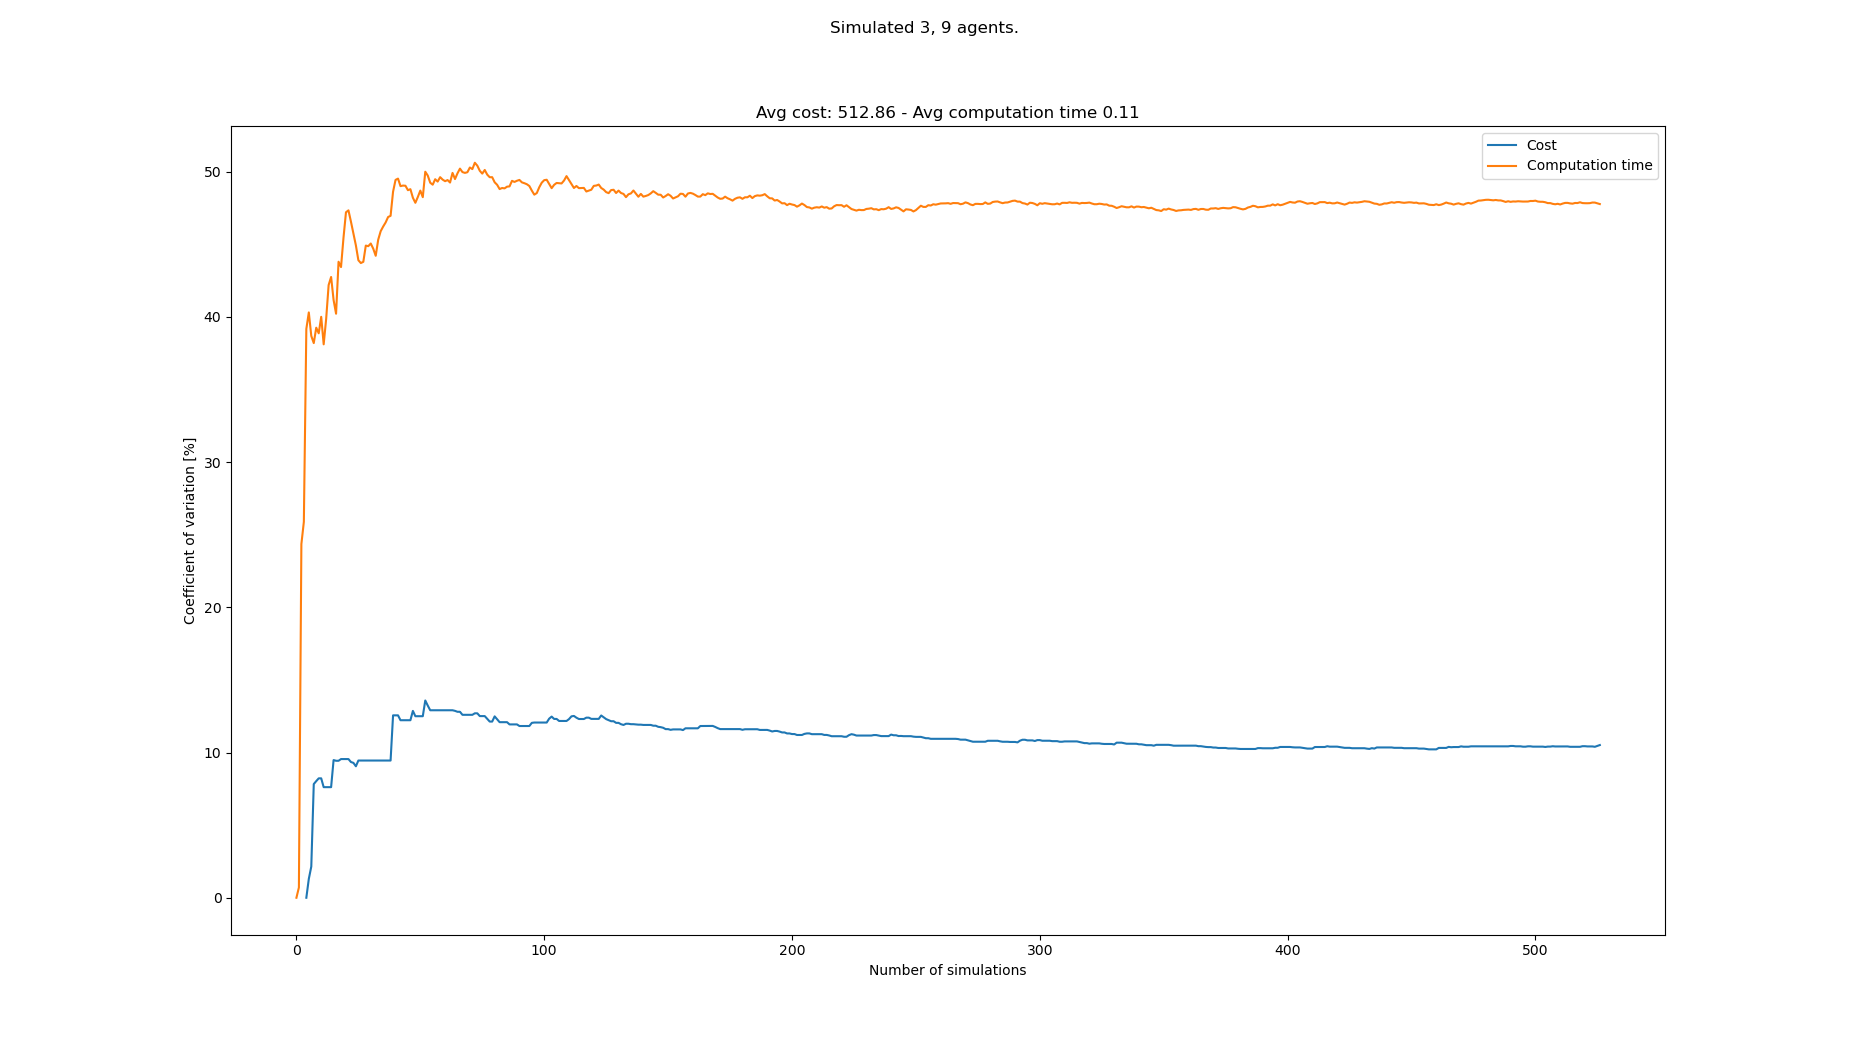 Simulated 3, 9 agents.
Avg cost: 512.86 - Avg computation time 0.11
Cost
Computation time
50
40
30
20
10
0
Coefficient of variation [%]
0 100 200 300 400 500
Number of simulations